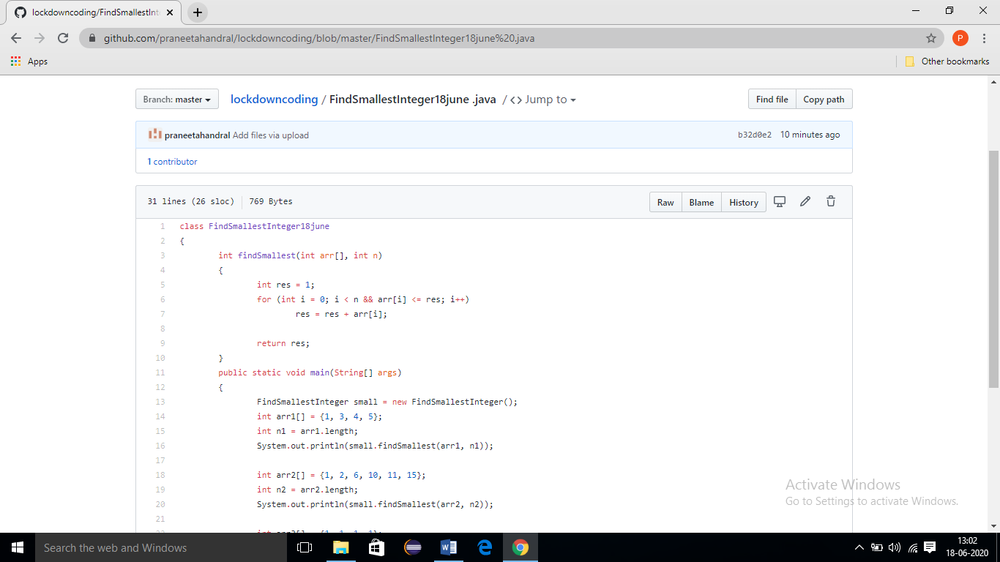 lockdowncoding/FindSmallestInt
github.com/praneetahandral/lockdowncoding/blob/master/FindSmallestInteger18june%20.java
P
Apps
Other bookmarks
Branch: master
lockdowncoding / FindSmallestInteger18june .java / <> Jump to
Find file
Copy path
praneetahandral Add files via upload
b32d0e2 10 minutes ago
1 contributor
31 lines (26 sloc) 769 Bytes
Raw
Blame
History
1 class FindSmallestInteger18june
2 {
3 int findSmallest(int arr[], int n)
4 {
5 int res = 1;
6 for (int i = 0; i < n && arr[i] <= res; i++)
7 res = res + arr[i];
8
9 return res;
10 }
11 public static void main(String[] args)
12 {
13 FindSmallestInteger small = new FindSmallestInteger();
14 int arr1[] = {1, 3, 4, 5};
15 int n1 = arr1.length;
16 System.out.println(small.findSmallest(arr1, n1));
17
18 int arr2[] = {1, 2, 6, 10, 11, 15};
19 int n2 = arr2.length;
20 System.out.println(small.findSmallest(arr2, n2));
21
Activate Windows
Go to Settings to activate Windows.
Search the web and Windows
13:02
18-06-2020